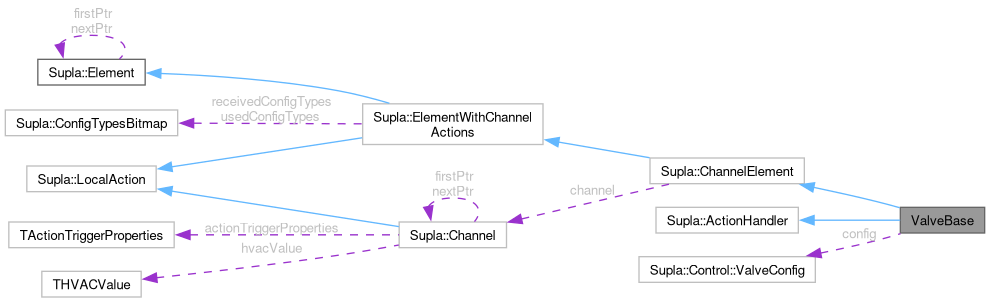 firstPtr
nextPtr
Supla::Element
receivedConfigTypes
usedConfigTypes
Supla::ConfigTypesBitmap
Supla::ElementWithChannel
Actions
Supla::LocalAction
firstPtr
nextPtr
channel
Supla::ChannelElement
Supla::ActionHandler
ValveBase
actionTriggerProperties
TActionTriggerProperties
Supla::Channel
config
hvacValue
Supla::Control::ValveConfig
THVACValue